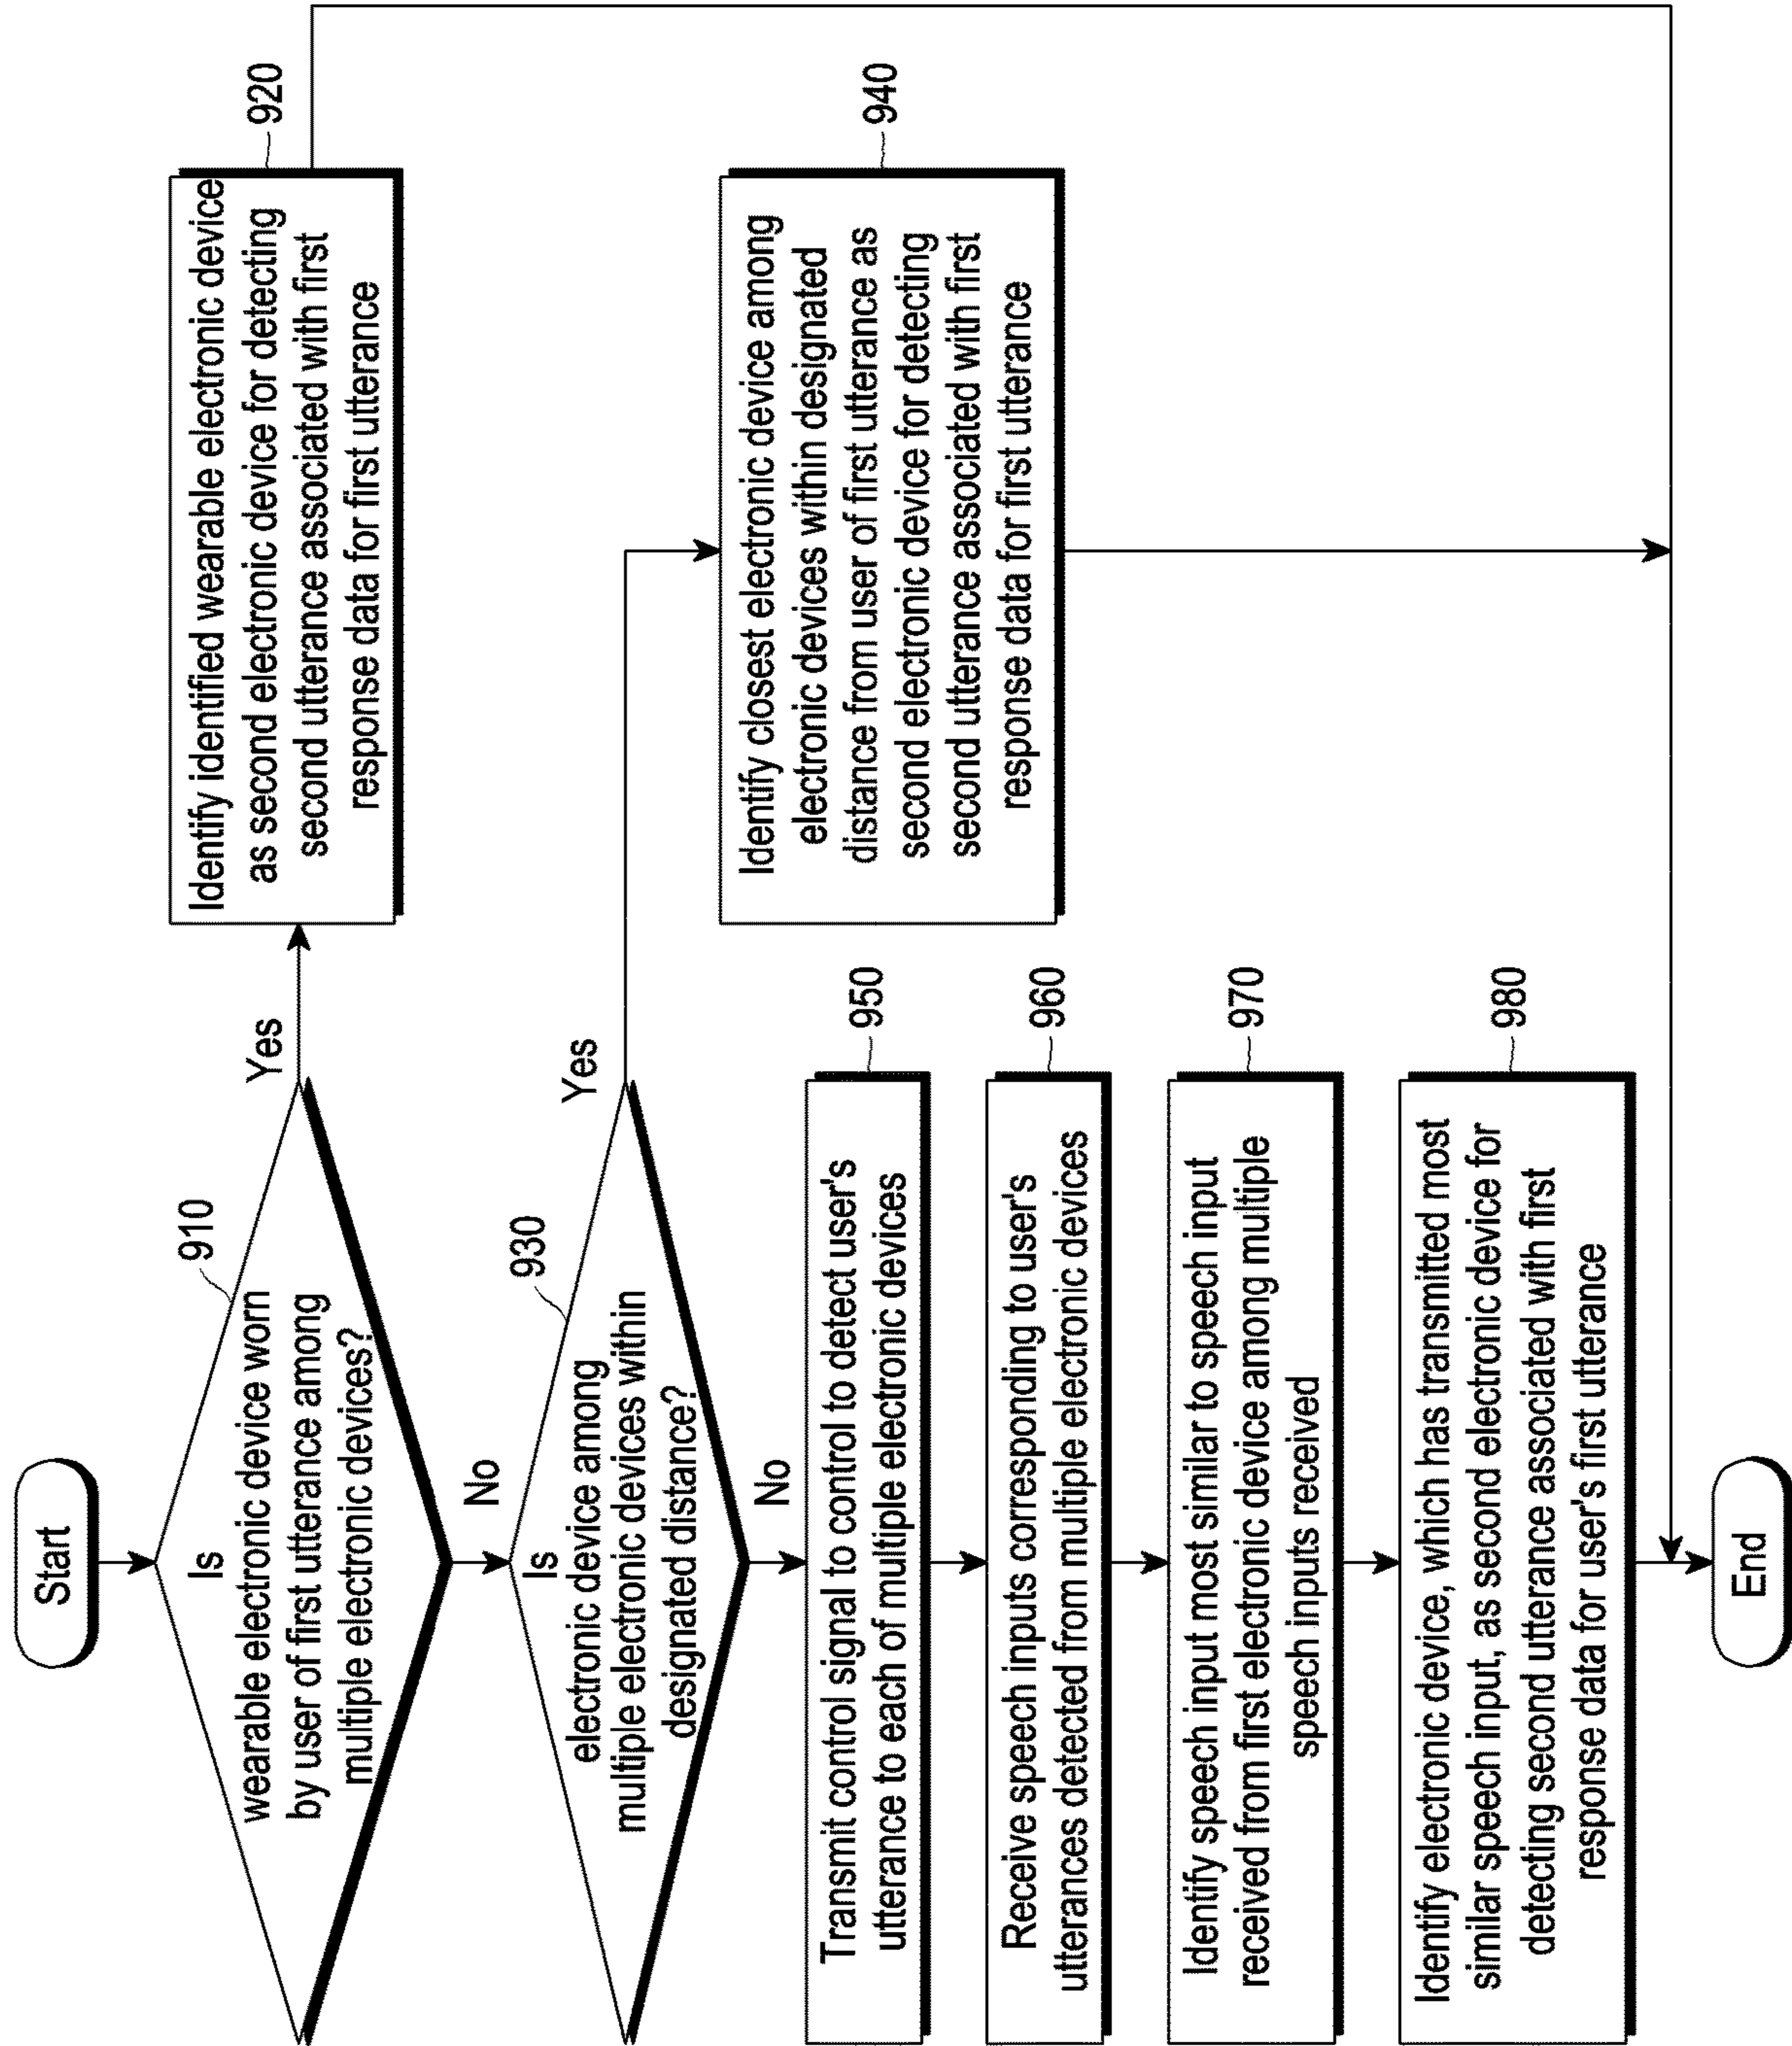 Start
910
Is
wearable electronic device worn
by user of first utterance among
multiple electronic devices?
Yes
920
Identify identified wearable electronic device
as second electronic device for detecting
second utterance associated with first
response data for first utterance
No
930
Is
electronic device among
multiple electronic devices within
designated distance?
Yes
940
Identify closest electronic device among
electronic devices within designated
distance from user of first utterance as
second electronic device for detecting
second utterance associated with first
response data for first utterance
No
950
Transmit control signal to control to detect user's
utterance to each of multiple electronic devices
960
Receive speech inputs corresponding to user's
utterances detected from multiple electronic devices
970
Identify speech input most similar to speech input
received from first electronic device among multiple
speech inputs received
980
Identify electronic device, which has transmitted most
similar speech input, as second electronic device for
detecting second utterance associated with first
response data for user's first utterance
End